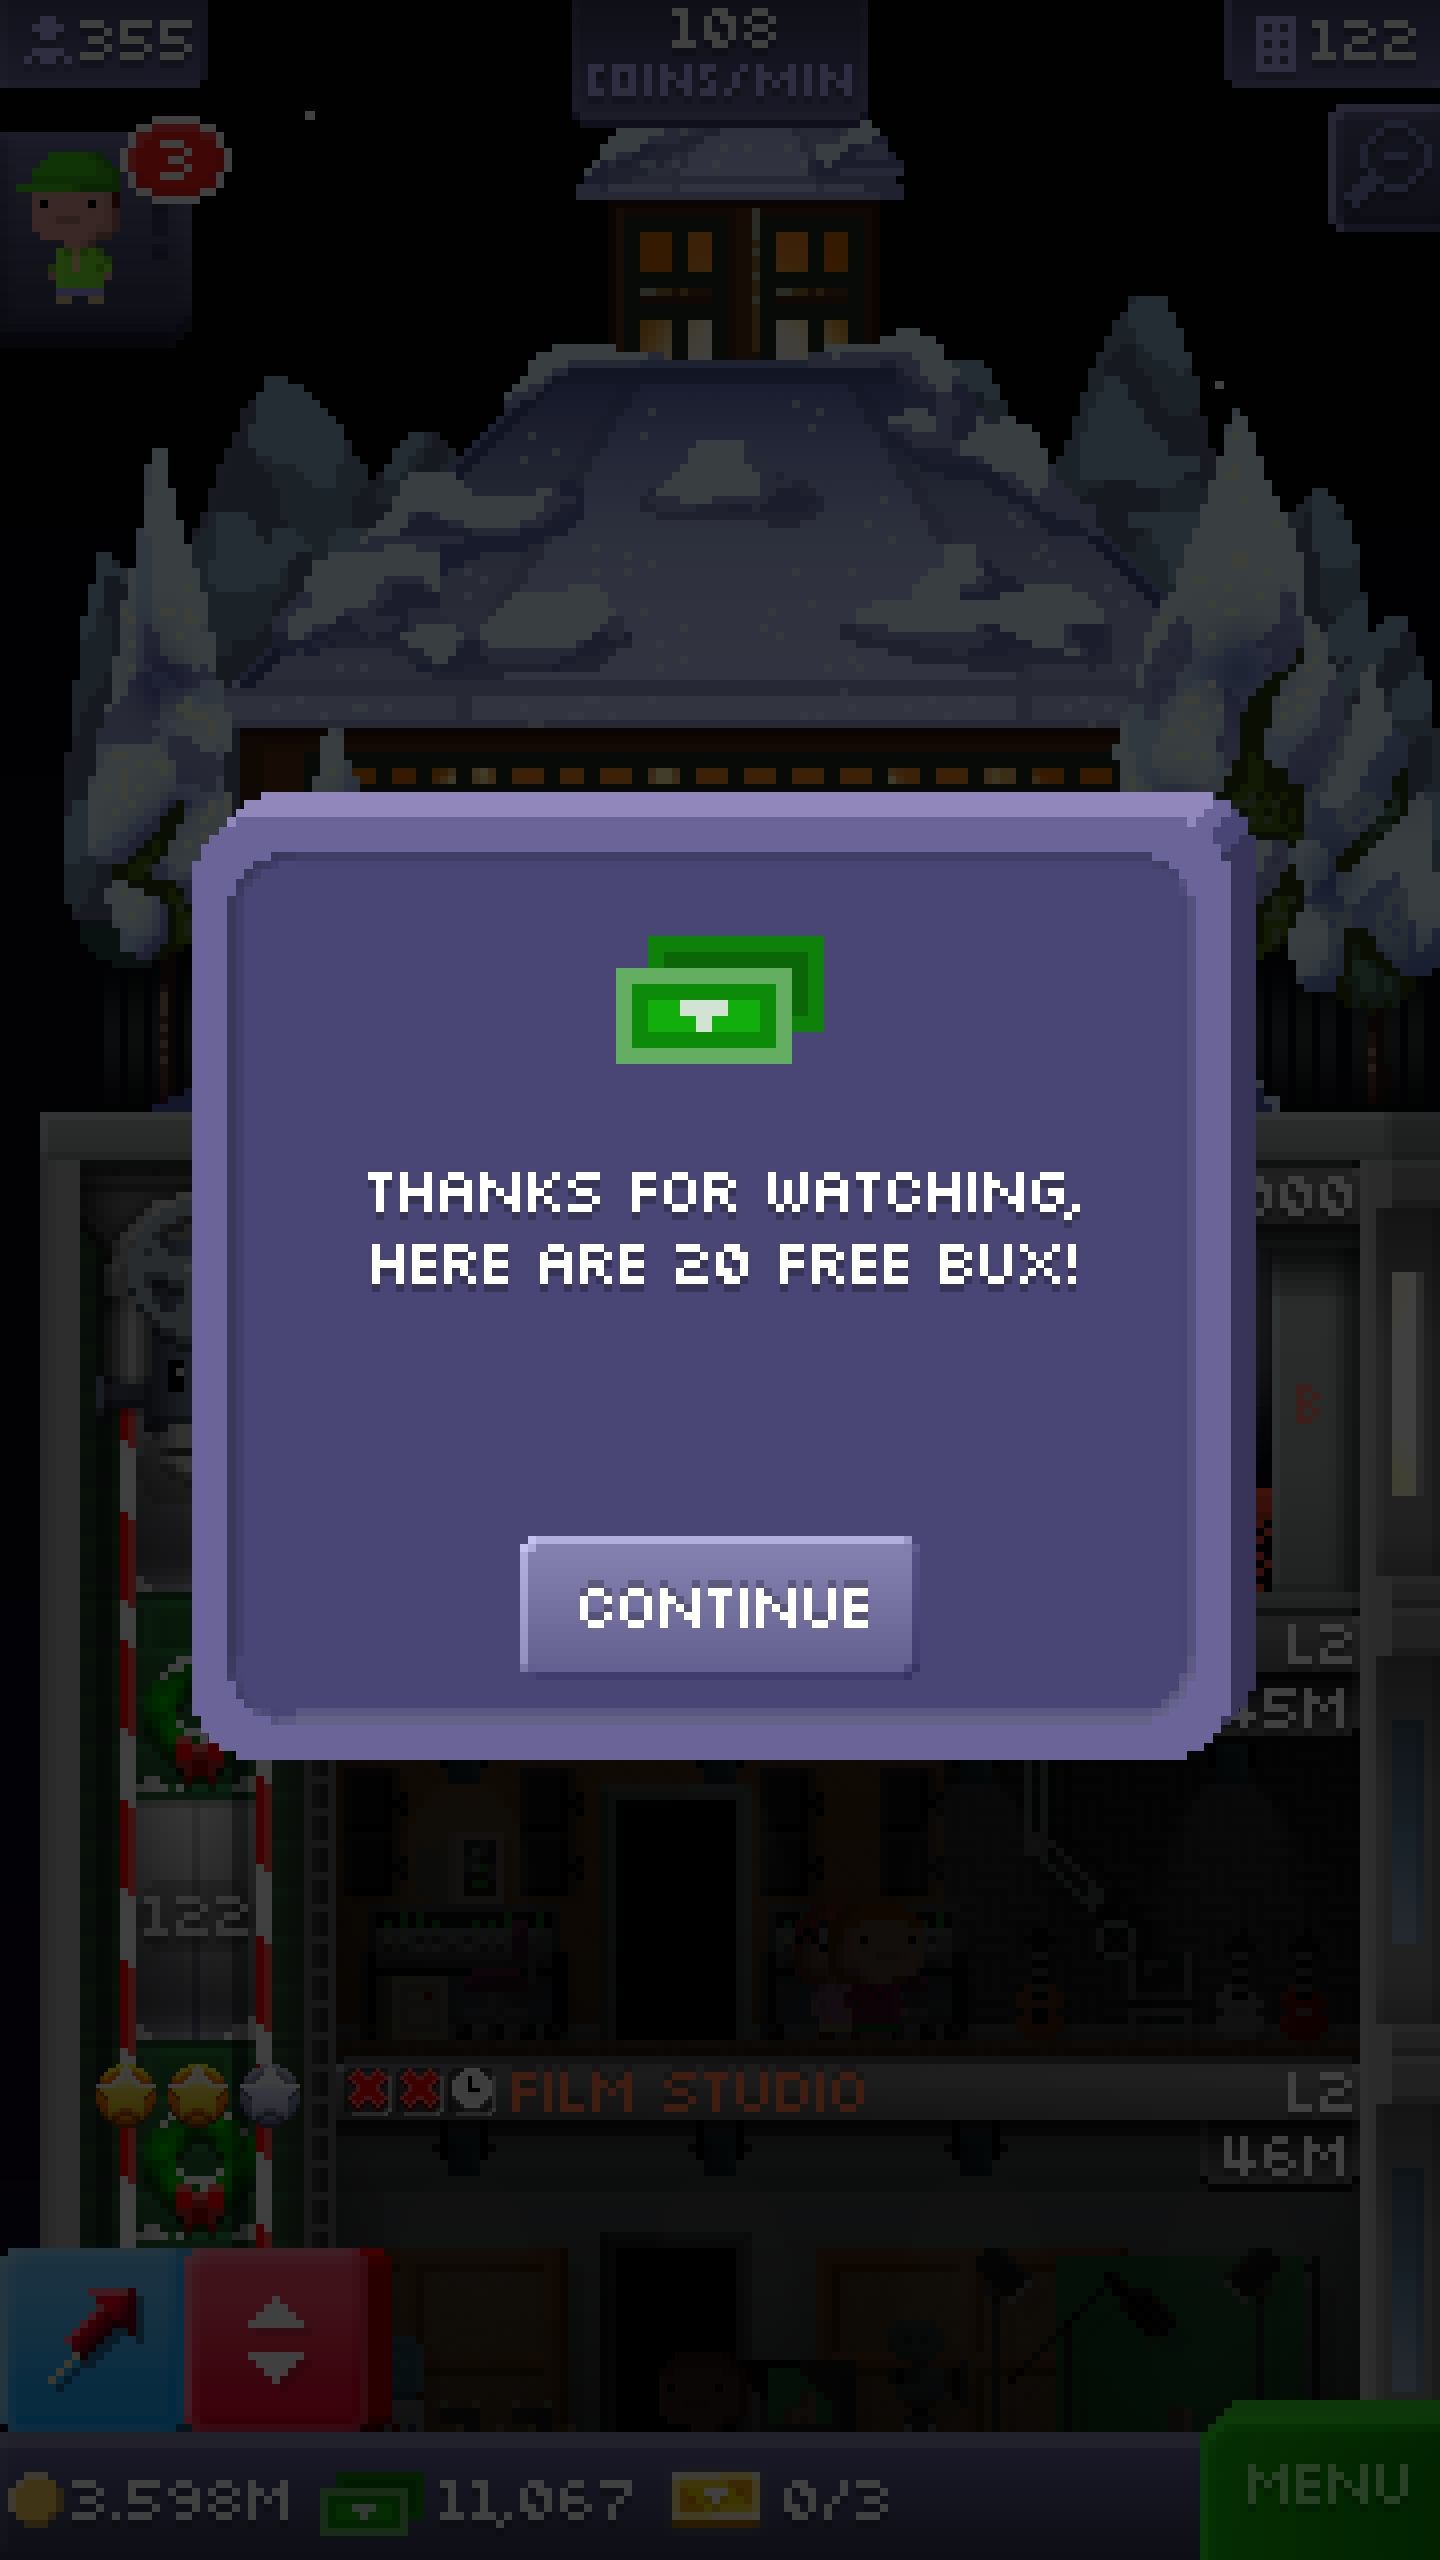 355
108
COINS/MIN
122
3
THANKS FOR WATCHING,
HERE ARE 20 FREE BUX!
B
CONTINUE
L2
45M
122
FILM STUDIO
L2
46M
3.598M
11,067
0/3
MENU